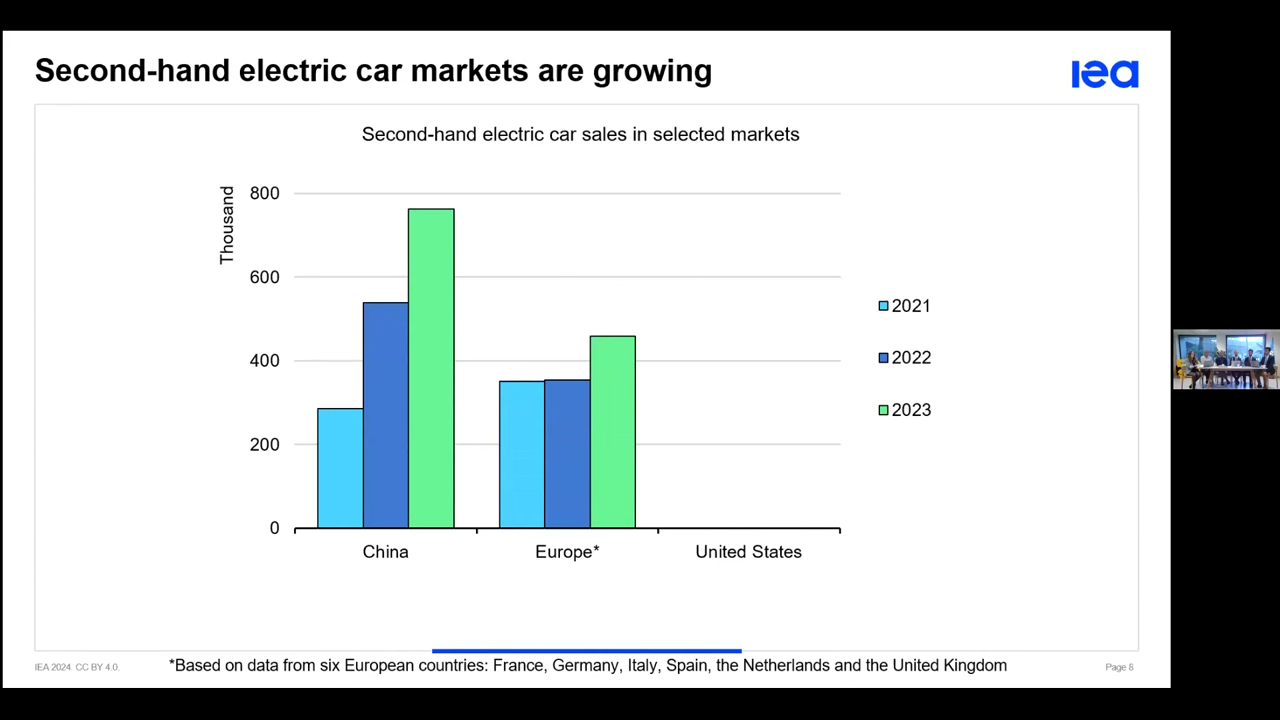 Second-hand electric car markets are growing
iea
Second-hand electric car sales in selected markets
Thousand
800
600
400
200
0
China
Europe*
United States
2021
2022
2023
IEA 2024. CC BY 4.0.
*Based on data from six European countries: France, Germany, Italy, Spain, the Netherlands and the United Kingdom
Page 8